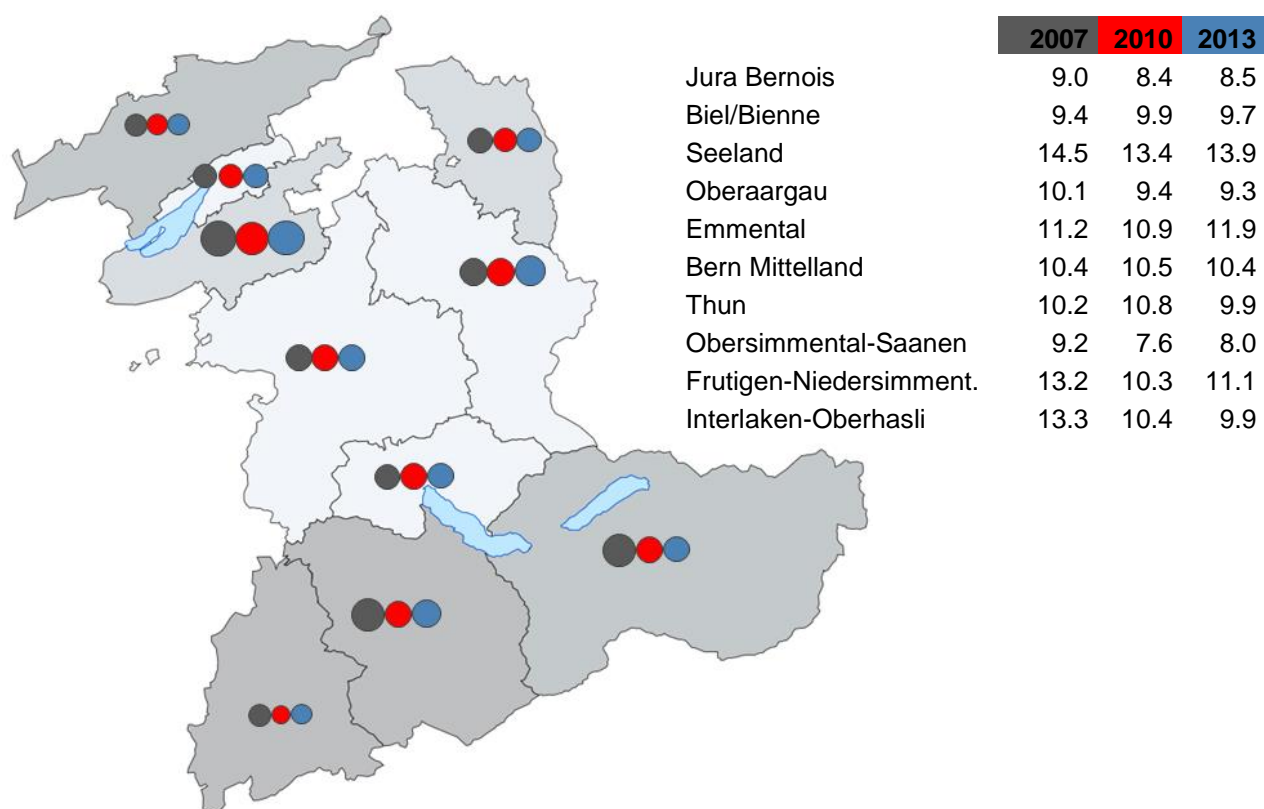 2007 2010 2013
Jura Bernois 9.0 8.4 8.5
Biel/Bienne 9.4 9.9 9.7
Seeland 14.5 13.4 13.9
Oberaargau 10.1 9.4 9.3
Emmental 11.2 10.9 11.9
Bern Mittelland 10.4 10.5 10.4
Thun 10.2 10.8 9.9
Obersimmental-Saanen 9.2 7.6 8.0
Frutigen-Niedersimment. 13.2 10.3 11.1
Interlaken-Oberhasli 13.3 10.4 9.9